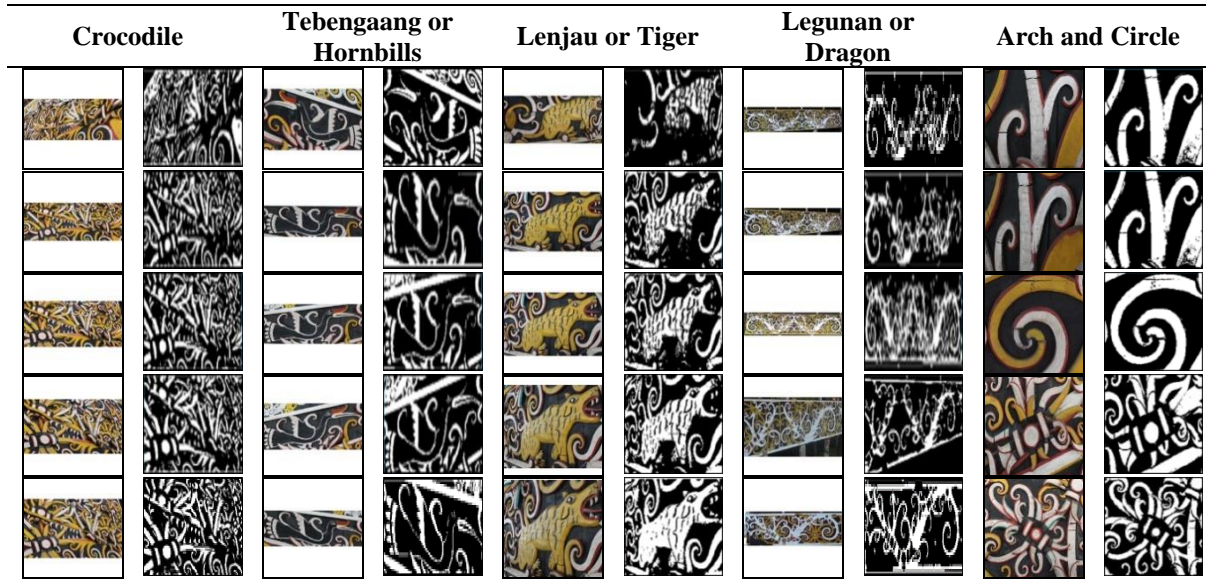 Crocodile
Tebengaang or
Hornbills
Lenjau or Tiger
Legunan or
Dragon
Arch and Circle